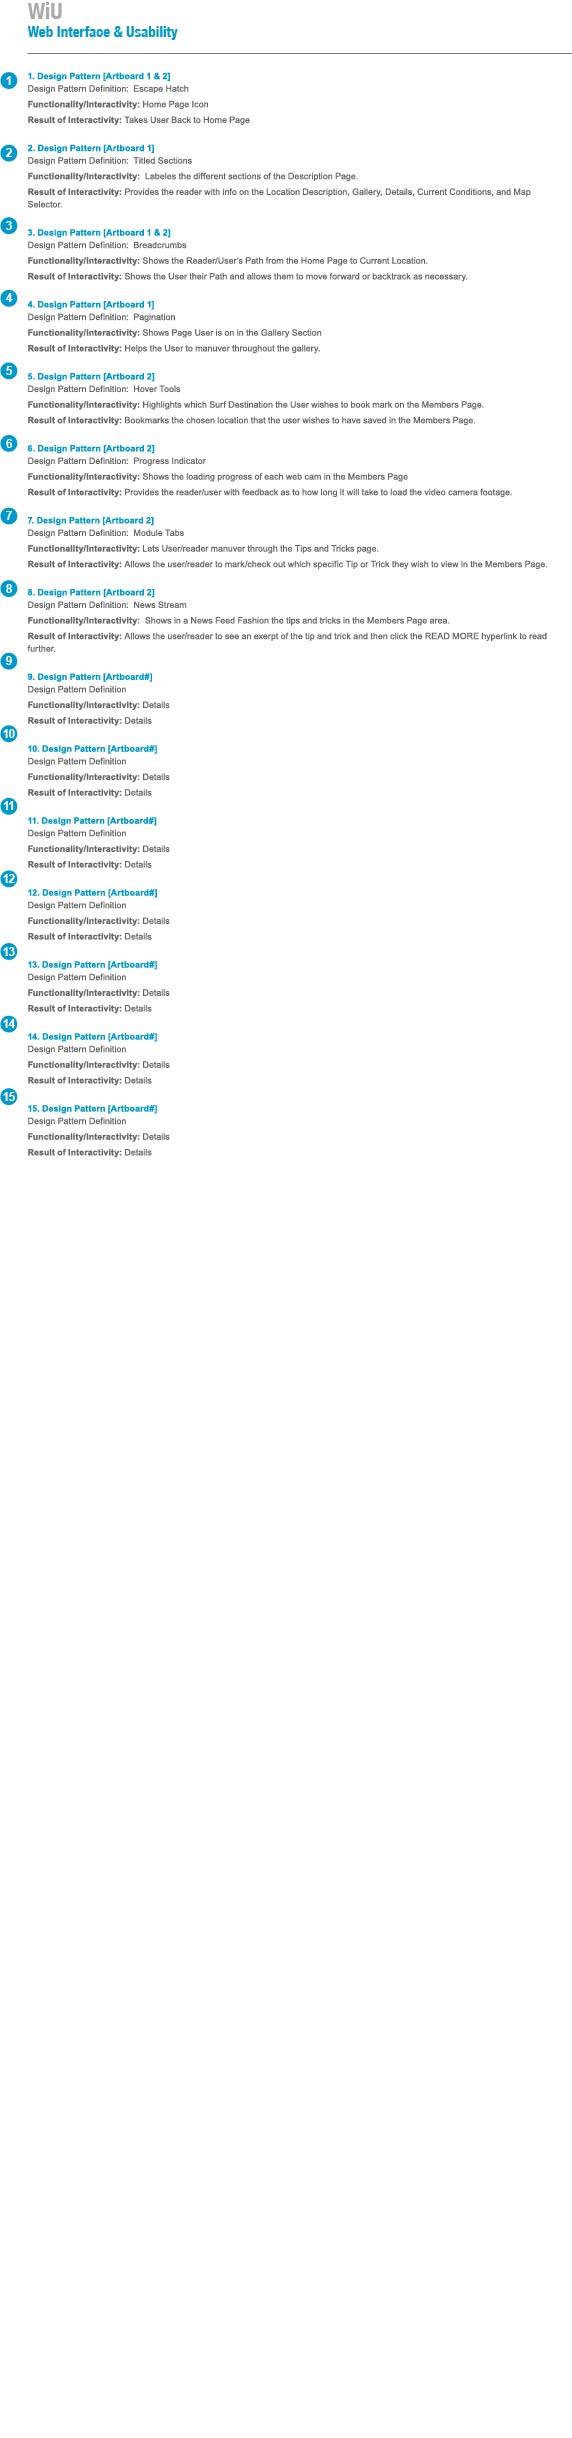 WiU
Web Interface & Usability
1
1. Design Pattern [Artboard 1 & 2]
Design Pattern Definition:  Escape Hatch
Functionality/Interactivity: Home Page Icon
Result of Interactivity: Takes User Back to Home Page
2
2. Design Pattern [Artboard 1]
Design Pattern Definition:  Titled Sections
Functionality/Interactivity:  Labeles the different sections of the Description Page.
Result of Interactivity: Provides the reader with info on the Location Description, Gallery, Details, Current Conditions, and Map
Selector.
3
3. Design Pattern [Artboard 1 & 2]
Design Pattern Definition:  Breadcrumbs
Functionality/Interactivity: Shows the Reader/User's Path from the Home Page to Current Location.
Result of Interactivity: Shows the User their Path and allows them to move forward or backtrack as necessary.
4
4. Design Pattern [Artboard 1]
Design Pattern Definition:  Pagination
Functionality/Interactivity: Shows Page User is on in the Gallery Section
Result of Interactivity: Helps the User to manuver throughout the gallery.
5
5. Design Pattern [Artboard 2]
Design Pattern Definition:  Hover Tools
Functionality/Interactivity: Highlights which Surf Destination the User wishes to book mark on the Members Page.
Result of Interactivity: Bookmarks the chosen location that the user wishes to have saved in the Members Page.
6
6. Design Pattern [Artboard 2]
Design Pattern Definition:  Progress Indicator
Functionality/Interactivity: Shows the loading progress of each web cam in the Members Page
Result of Interactivity: Provides the reader/user with feedback as to how long it will take to load the video camera footage.
7
7. Design Pattern [Artboard 2]
Design Pattern Definition:  Module Tabs
Functionality/Interactivity: Lets User/reader manuver through the Tips and Tricks page.
Result of Interactivity: Allows the user/reader to mark/check out which specific Tip or Trick they wish to view in the Members Page.
8
8. Design Pattern [Artboard 2]
Design Pattern Definition:  News Stream
Functionality/Interactivity:  Shows in a News Feed Fashion the tips and tricks in the Members Page area.
Result of Interactivity: Allows the user/reader to see an exerpt of the tip and trick and then click the READ MORE hyperlink to read
further.
9
9. Design Pattern [Artboard#]
Design Pattern Definition
Functionality/Interactivity: Details
Result of Interactivity: Details
10
10. Design Pattern [Artboard#]
Design Pattern Definition
Functionality/Interactivity: Details
Result of Interactivity: Details
11
11. Design Pattern [Artboard#]
Design Pattern Definition
Functionality/Interactivity: Details
Result of Interactivity: Details
12
12. Design Pattern [Artboard#]
Design Pattern Definition
Functionality/Interactivity: Details
Result of Interactivity: Details
13
13. Design Pattern [Artboard#]
Design Pattern Definition
Functionality/Interactivity: Details
Result of Interactivity: Details
14
14. Design Pattern [Artboard#]
Design Pattern Definition
Functionality/Interactivity: Details
Result of Interactivity: Details
15
15. Design Pattern [Artboard#]
Design Pattern Definition
Functionality/Interactivity: Details
Result of Interactivity: Details